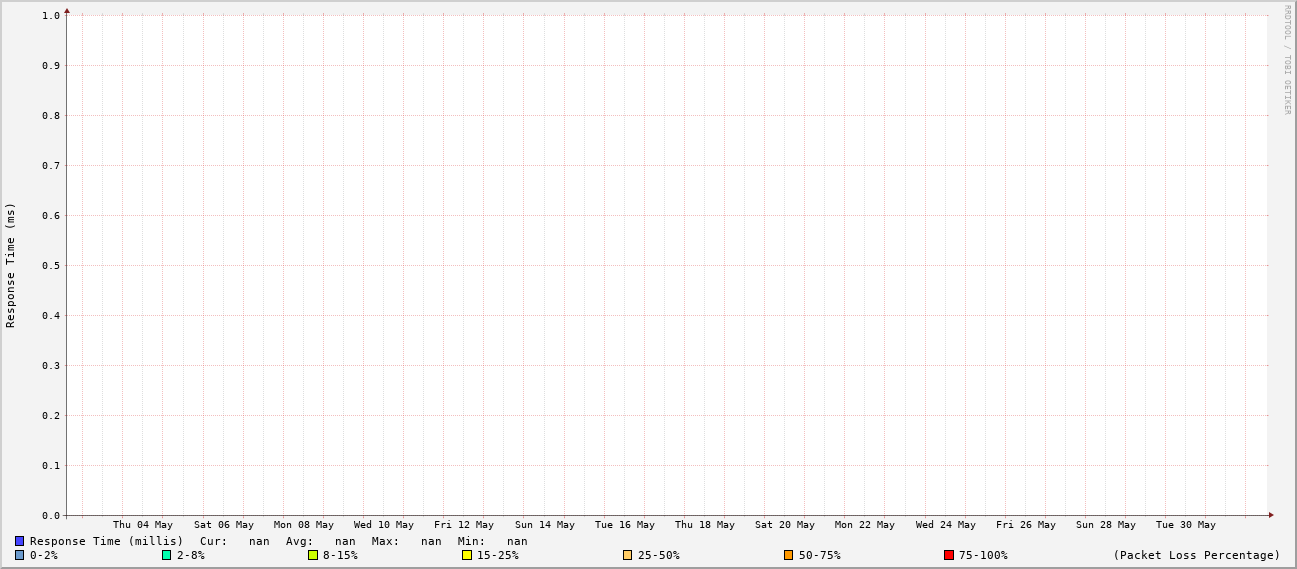 RRDTOOL / TOBI OETIKER
Response Time (ms)
1.0
0.9
0.8
0.7
0.6
0.5
0.4
0.3
0.2
0.1
0.0
Thu 04 May Sat 06 May Mon 08 May Wed 10 May Fri 12 May Sun 14 May Tue 16 May Thu 18 May Sat 20 May Mon 22 May Wed 24 May Fri 26 May Sun 28 May Tue 30 May
Response Time (millis) Cur: nan Avg: nan Max: nan Min: nan
0-2% 2-8% 8-15% 15-25% 25-50% 50-75% 75-100% (Packet Loss Percentage)